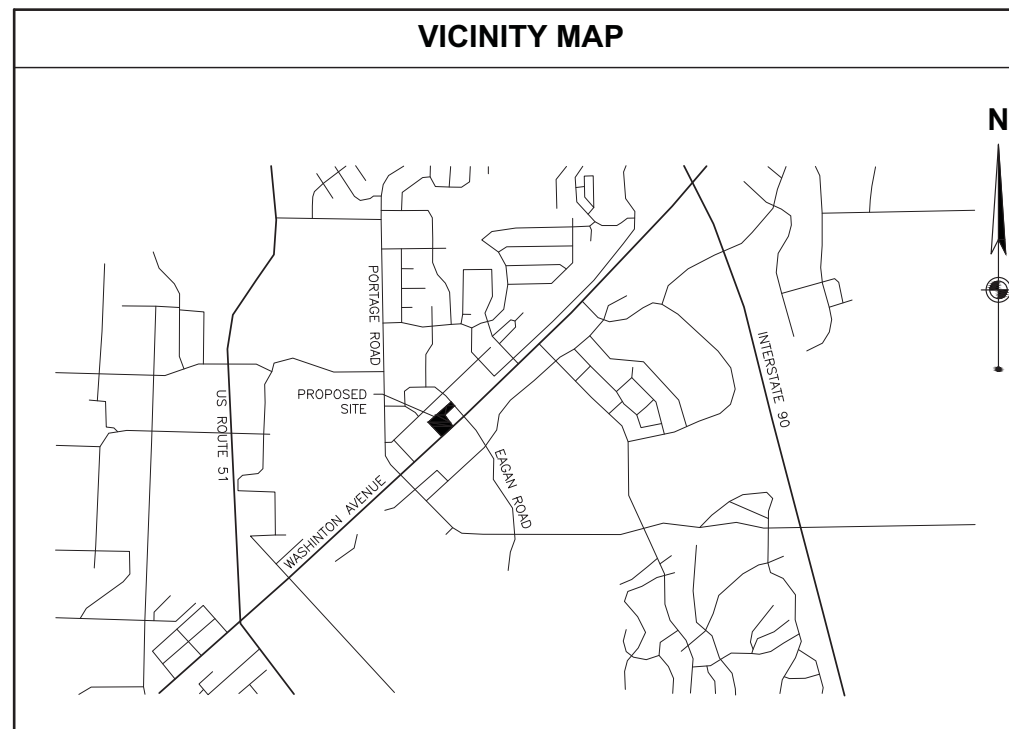 VICINITY MAP
N
PORTAGE ROAD
PROPOSED
SITE
US ROUTE 51
WASHINTON AVENUE
EAGAN ROAD
INTERSTATE 90